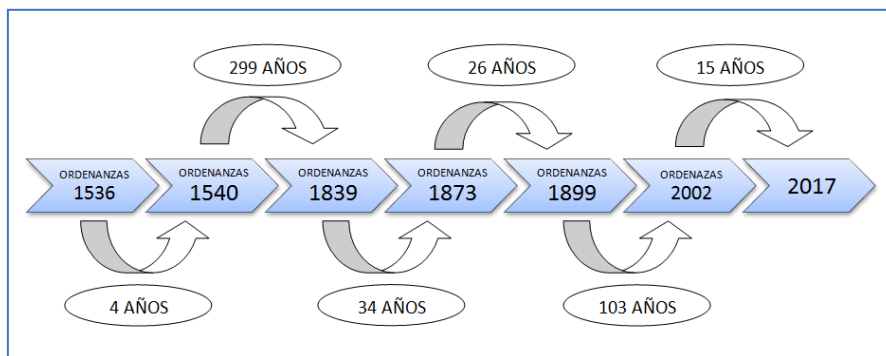 299 AÑOS
26 AÑOS
15 AÑOS
ORDENANZAS
1536
ORDENANZAS
1540
ORDENANZAS
1839
ORDENANZAS
1873
ORDENANZAS
1899
ORDENAZAS
2002
2017
4 AÑOS
34 AÑOS
103 AÑOS